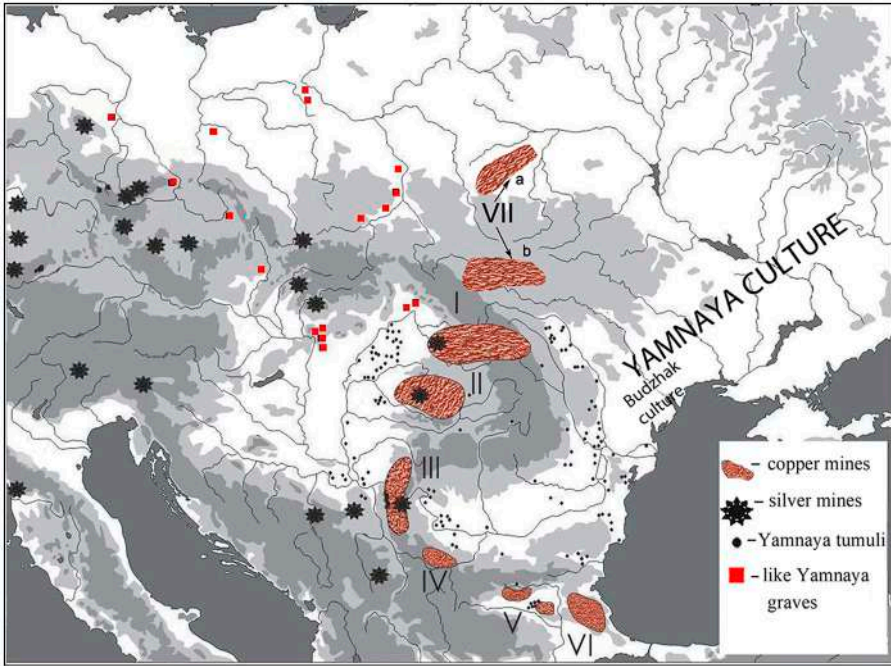 a
VII
b
I
YAMNAYA CULTURE
Budzhak
culture
II
III
IV
V
VI
– copper mines
– silver mines
– Yamnaya tumuli
– like Yamnaya
graves